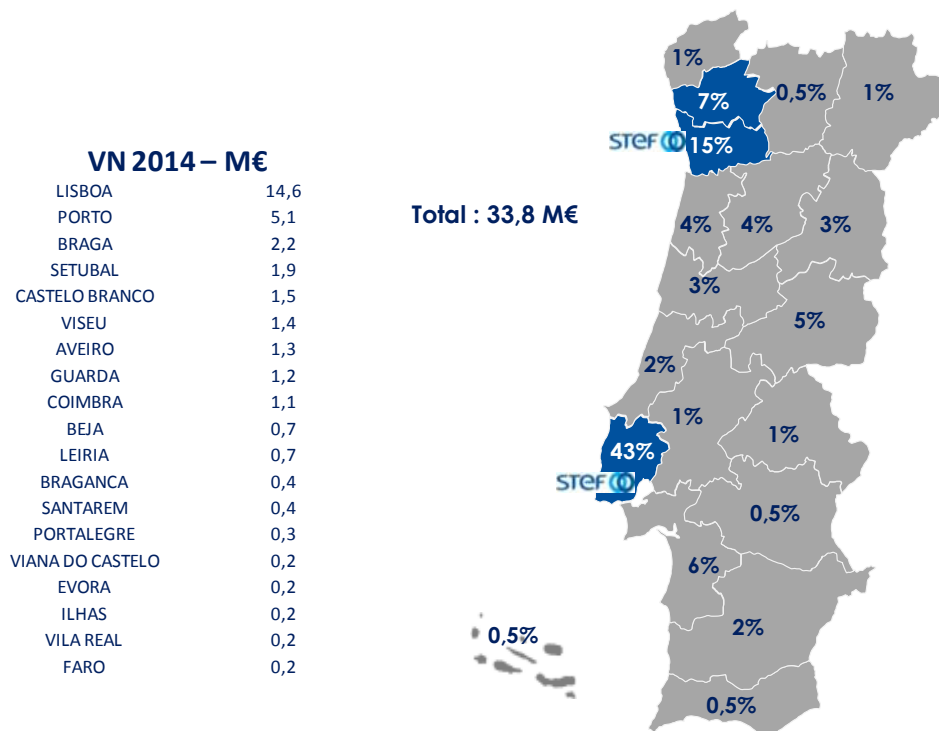 VN 2014 – M€
LISBOA 14,6
PORTO 5,1
BRAGA 2,2
SETUBAL 1,9
CASTELO BRANCO 1,5
VISEU 1,4
AVEIRO 1,3
GUARDA 1,2
COIMBRA 1,1
BEJA 0,7
LEIRIA 0,7
BRAGANCA 0,4
SANTAREM 0,4
PORTALEGRE 0,3
VIANA DO CASTELO 0,2
EVORA 0,2
ILHAS 0,2
VILA REAL 0,2
FARO 0,2
Total : 33,8 M€
1%
7%
0,5%
1%
STEF
15%
4%
4%
3%
3%
5%
2%
1%
1%
43%
STEF
0,5%
6%
2%
0,5%
0,5%